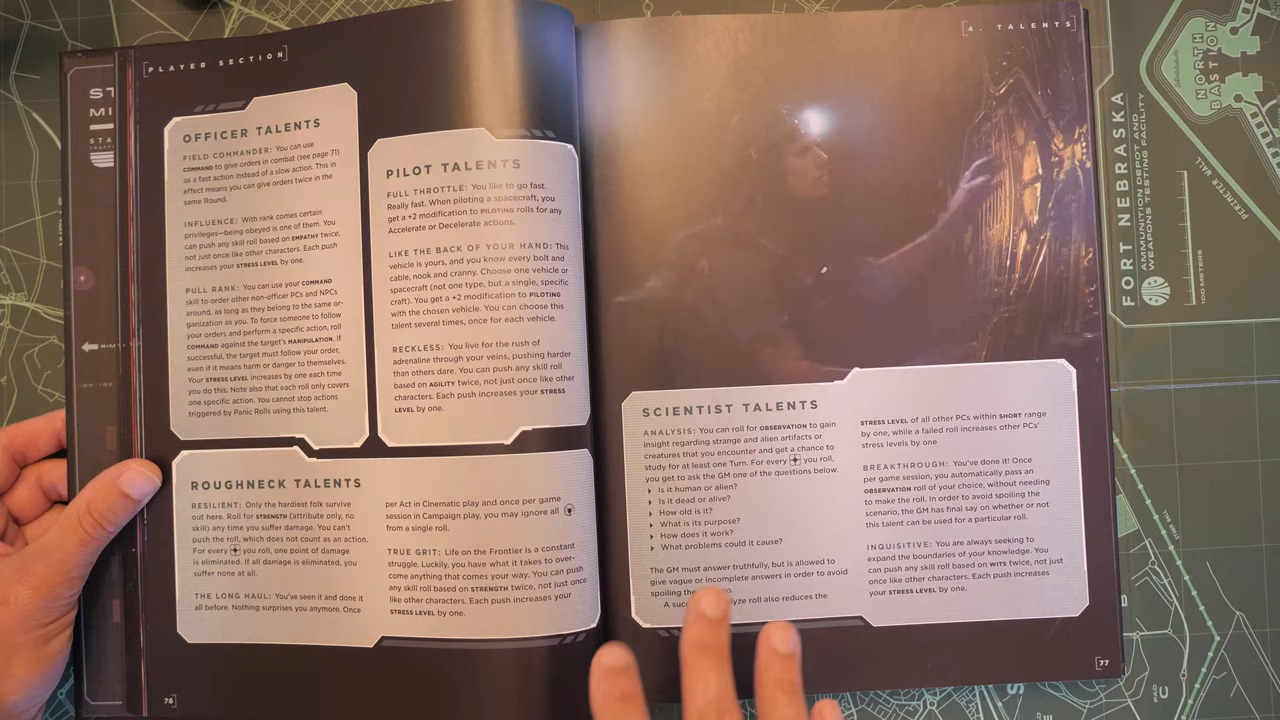 [PLAYER SECTION]
OFFICER TALENTS
FIELD COMMANDER: You can use
COMMAND to give orders in combat (see page 71)
as a fast action instead of a slow action. This in
effect means you can give orders twice in the
same Round.
INFLUENCE: With rank comes certain
privileges—being obeyed is one of them. You
can push any skill roll based on EMPATHY twice,
not just once like other characters. Each push
increases your STRESS LEVEL by one.
PULL RANK: You can use your COMMAND
skill to order other non-officer PCs and NPCs
around, as long as they belong to the same or-
ganization as you. To force someone to follow
your orders and perform a specific action, roll
COMMAND against the target's MANIPULATION. If
successful, the target must follow your order,
even if it means harm or danger to themselves.
Your STRESS LEVEL increases by one each time
you do this. Note also that each roll only covers
one specific action. You cannot stop actions
triggered by Panic Rolls using this talent.
PILOT TALENTS
FULL THROTTLE: You like to go fast.
Really fast. When piloting a spacecraft, you
get a +2 modification to PILOTING rolls for any
Accelerate or Decelerate actions.
LIKE THE BACK OF YOUR HAND: This
vehicle is yours, and you know every bolt and
cable, nook and cranny. Choose one vehicle or
spacecraft (not one type, but a single, specific
craft). You get a +2 modification to PILOTING
with the chosen vehicle. You can choose this
talent several times, once for each vehicle.
RECKLESS: You live for the rush of
adrenaline through your veins, pushing harder
than others dare. You can push any skill roll
based on AGILITY twice, not just once like other
characters. Each push increases your STRESS
LEVEL by one.
ROUGHNECK TALENTS
RESILIENT: Only the hardiest folk survive
out here. Roll for STRENGTH (attribute only, no
skill) any time you suffer damage. You can't
push the roll, which does not count as an action.
For every you roll, one point of damage
is eliminated. If all damage is eliminated, you
suffer none at all.
THE LONG HAUL: You've seen it and done it
all before. Nothing surprises you anymore. Once
per Act in Cinematic play and once per game
session in Campaign play, you may ignore all
from a single roll.
TRUE GRIT: Life on the Frontier is a constant
struggle. Luckily, you have what it takes to over-
come anything that comes your way. You can push
any skill roll based on STRENGTH twice, not just once
like other characters. Each push increases your
STRESS LEVEL by one.
[76]
[4. TALENTS]
SCIENTIST TALENTS
ANALYSIS: You can roll for OBSERVATION to gain
insight regarding strange and alien artifacts or
creatures that you encounter and get a chance to
study for at least one Turn. For every you roll,
you get to ask the GM one of the questions below.
Is it human or alien?
Is it dead or alive?
How old is it?
What is its purpose?
How does it work?
What problems could it cause?
The GM must answer truthfully, but is allowed to
give vague or incomplete answers in order to avoid
spoiling
A lyze roll also reduces the
STRESS LEVEL of all other PCs within SHORT range
by one, while a failed roll increases other PCs'
stress levels by one
BREAKTHROUGH: You've done it! Once
per game session, you automatically pass an
OBSERVATION roll of your choice, without needing
to make the roll. In order to avoid spoiling the
scenario, the GM has final say on whether or not
this talent can be used for a particular roll.
INQUISITIVE: You are always seeking to
expand the boundaries of your knowledge. You
can push any skill roll based on WITS twice, not just
once like other characters. Each push increases
your STRESS LEVEL by one.
[77]
FORT NEBRASKA
AMMUNITION DEPOT AND
WEAPONS TESTING FACILITY
100 METERS
NORTH
BASTION
PERIMETER WALL
PAD
C